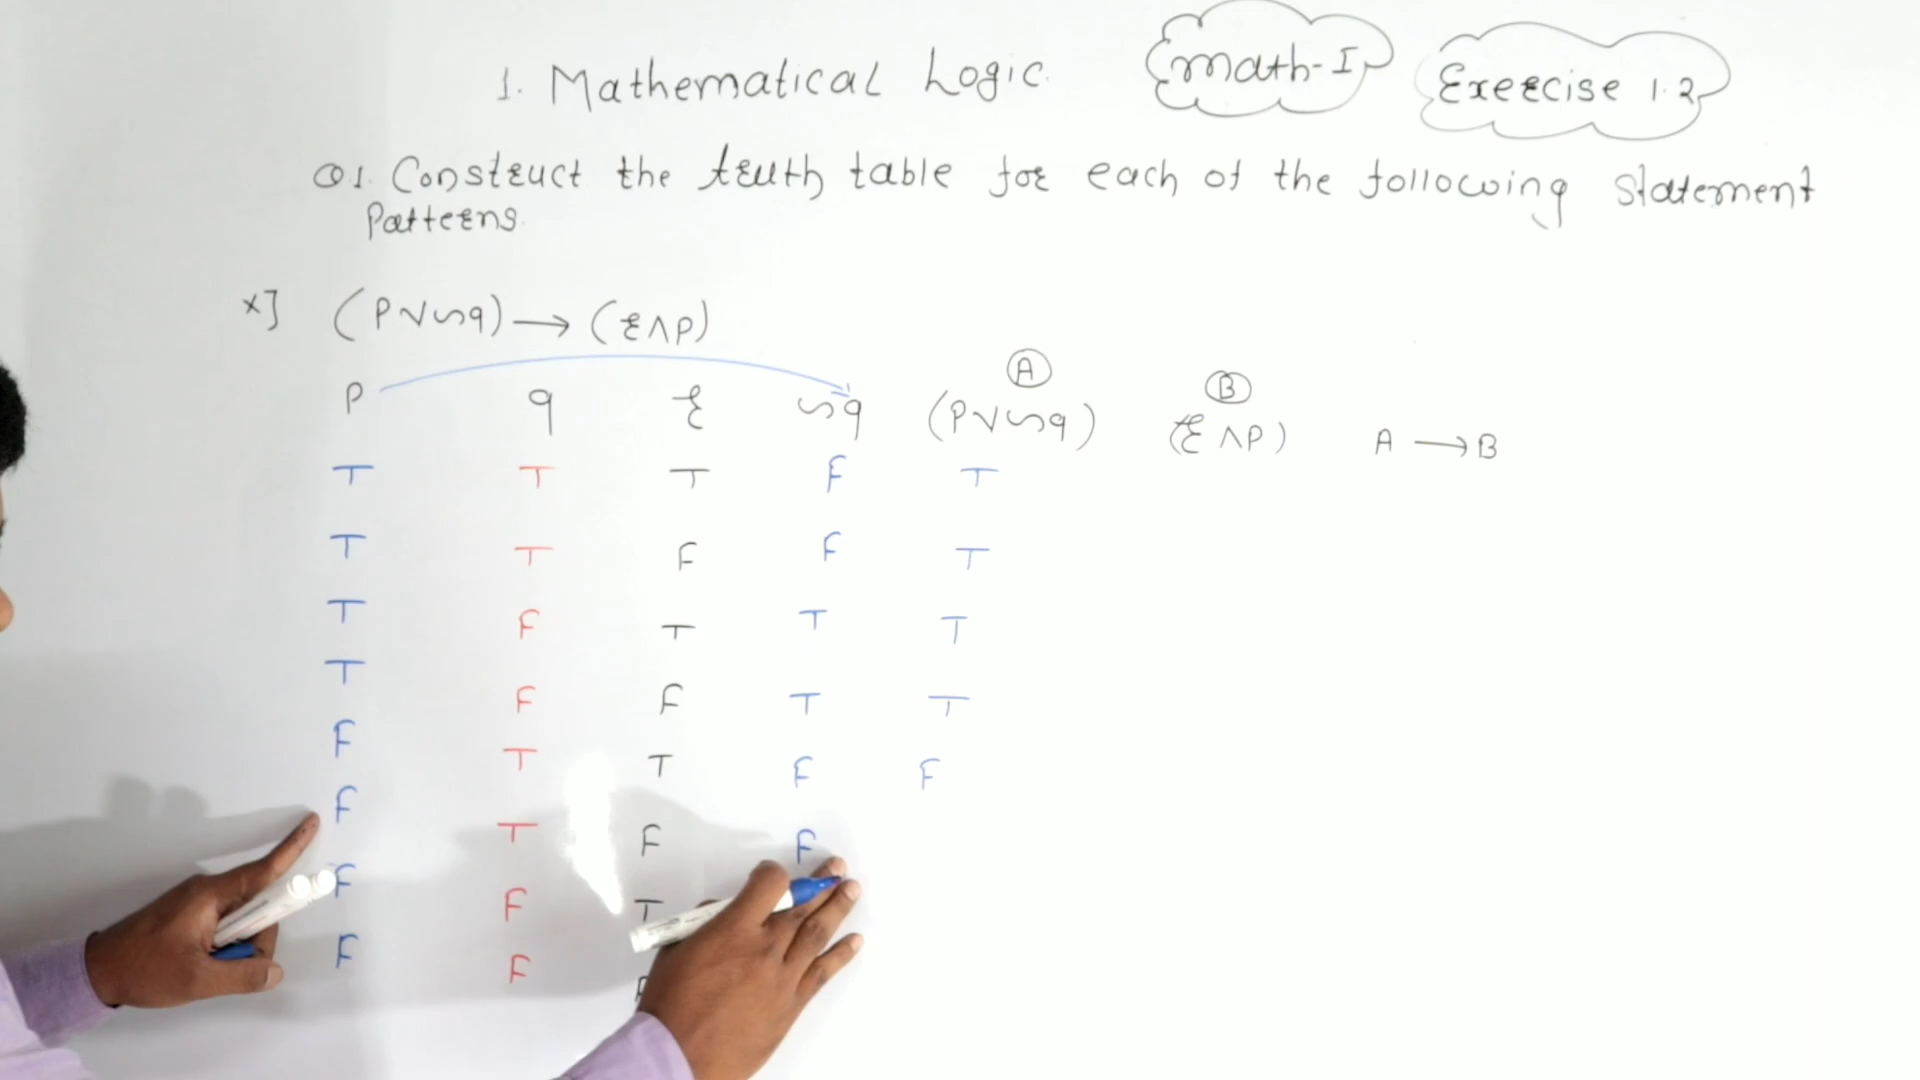 1. Mathematical Logic. Math-I Exercise 1.2
Q1. Construct the truth table for each of the following statement
Patterns.
x] (p∨∼q) → (r∧p)
A B
p q r ∼q (p∨∼q) (r∧p) A → B
T T T F T
T T F F T
T F T T T
T F F T T
F T T F F
F T F F
F F T
F F F